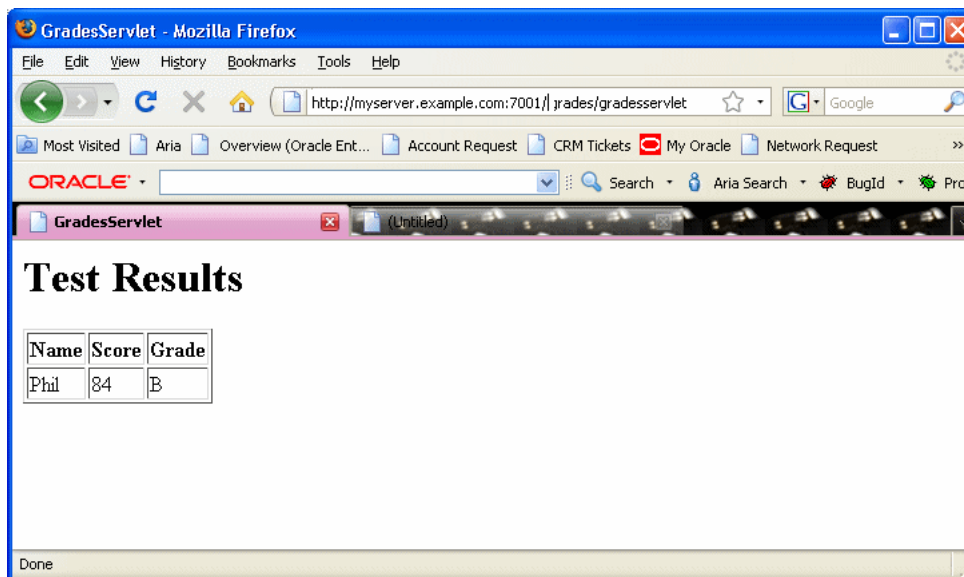 GradesServlet - Mozilla Firefox
File Edit View History Bookmarks Tools Help
http://myserver.example.com:7001/ rades/gradesservlet
G Google
Most Visited Aria Overview (Oracle Ent... Account Request CRM Tickets My Oracle Network Request »
ORACLE Search Aria Search BugId Pro
GradesServlet (Untitled)
Test Results
Name Score Grade
Phil 84 B
Done